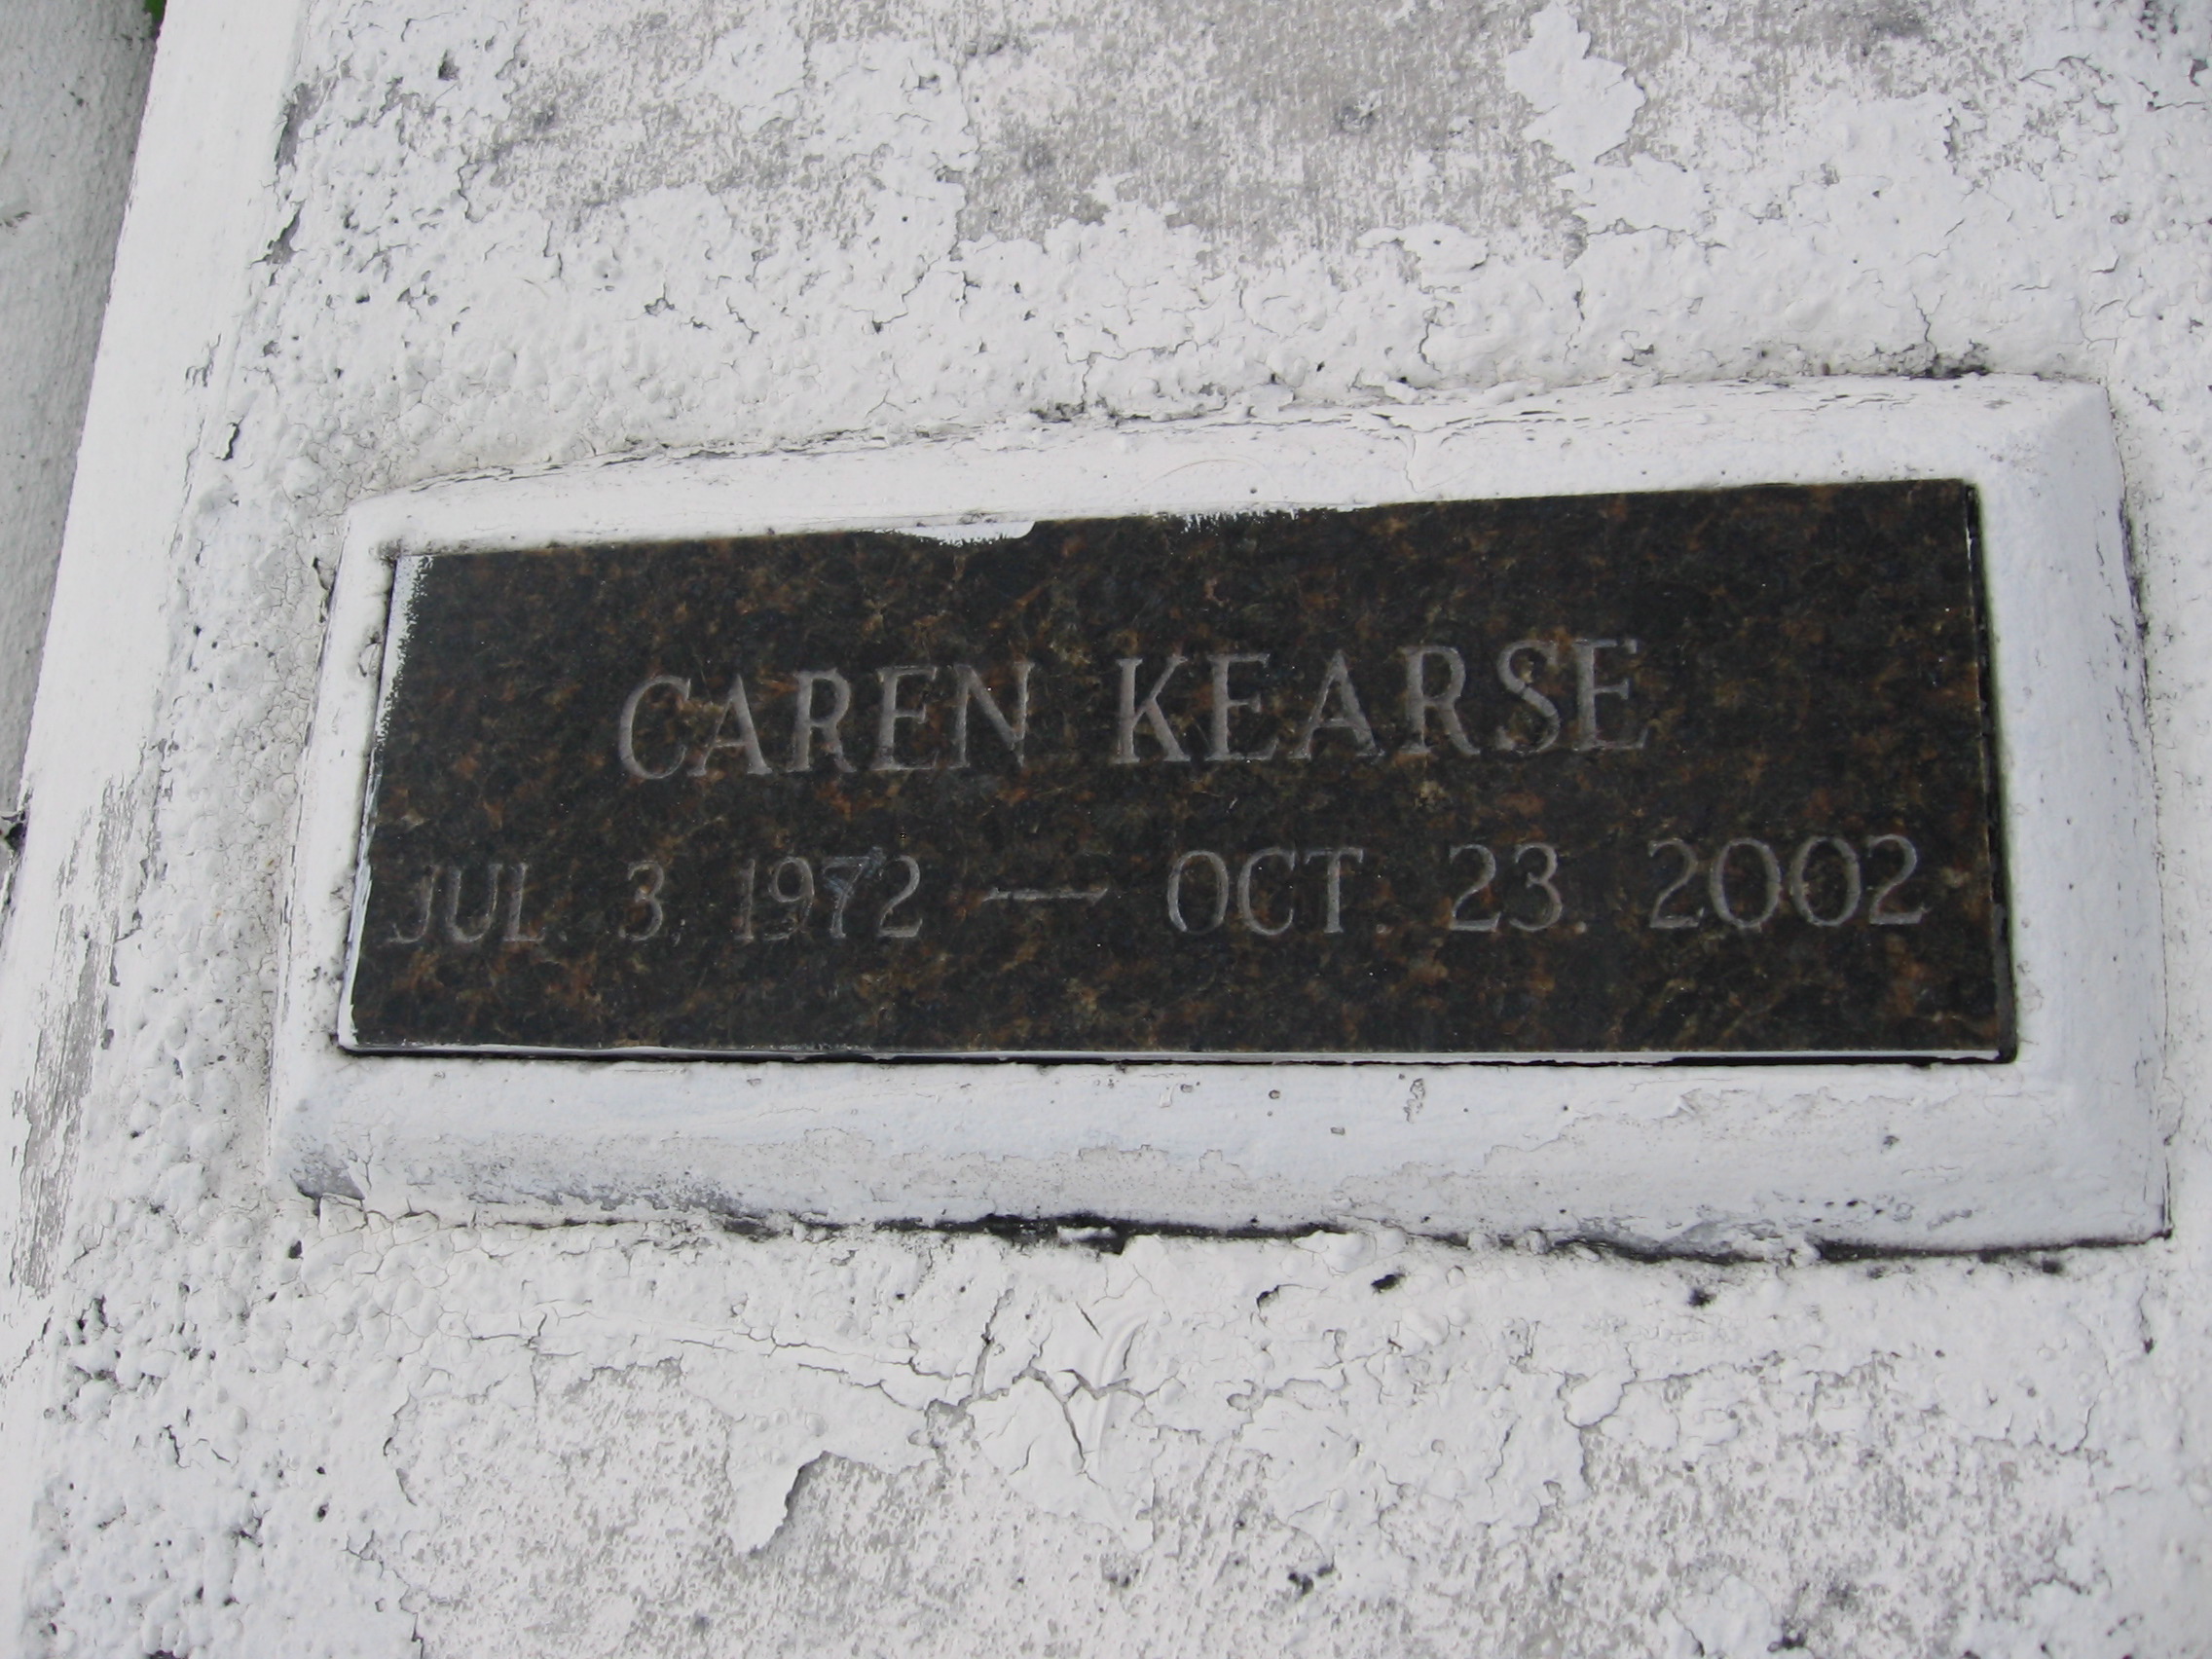 CAREN KEARSE
JUL. 3, 1972 — OCT. 23. 2002